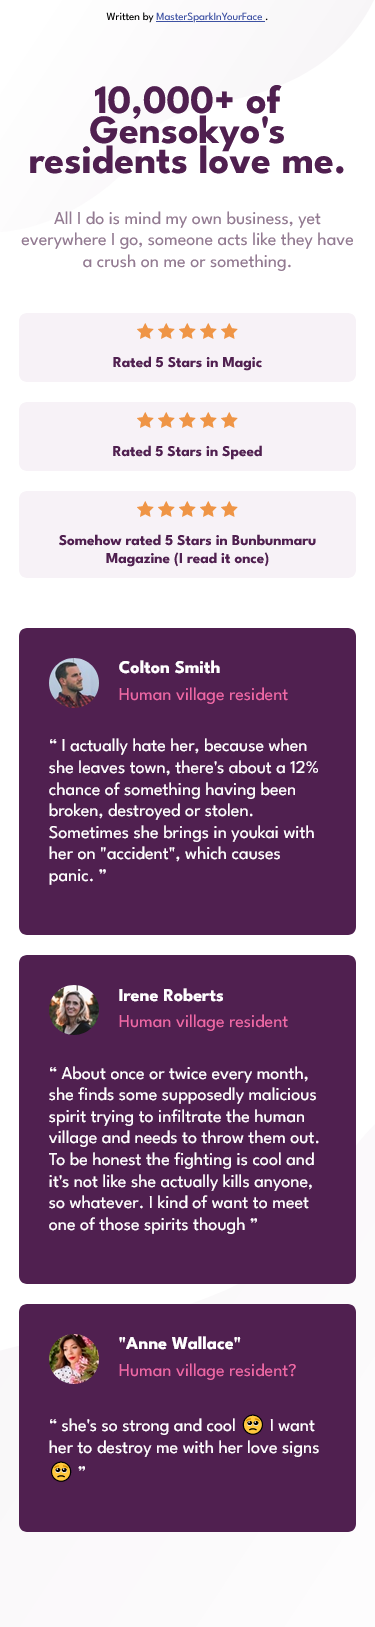 Written by MasterSparkInYourFace .
10,000+ of
Gensokyo's
residents love me.
All I do is mind my own business, yet
everywhere I go, someone acts like they have
a crush on me or something.
Rated 5 Stars in Magic
Rated 5 Stars in Speed
Somehow rated 5 Stars in Bunbunmaru
Magazine (I read it once)
Colton Smith
Human village resident
“ I actually hate her, because when
she leaves town, there's about a 12%
chance of something having been
broken, destroyed or stolen.
Sometimes she brings in youkai with
her on "accident", which causes
panic. ”
Irene Roberts
Human village resident
“ About once or twice every month,
she finds some supposedly malicious
spirit trying to infiltrate the human
village and needs to throw them out.
To be honest the fighting is cool and
it's not like she actually kills anyone,
so whatever. I kind of want to meet
one of those spirits though ”
"Anne Wallace"
Human village resident?
“ she's so strong and cool 🥺 I want
her to destroy me with her love signs
🥺 ”